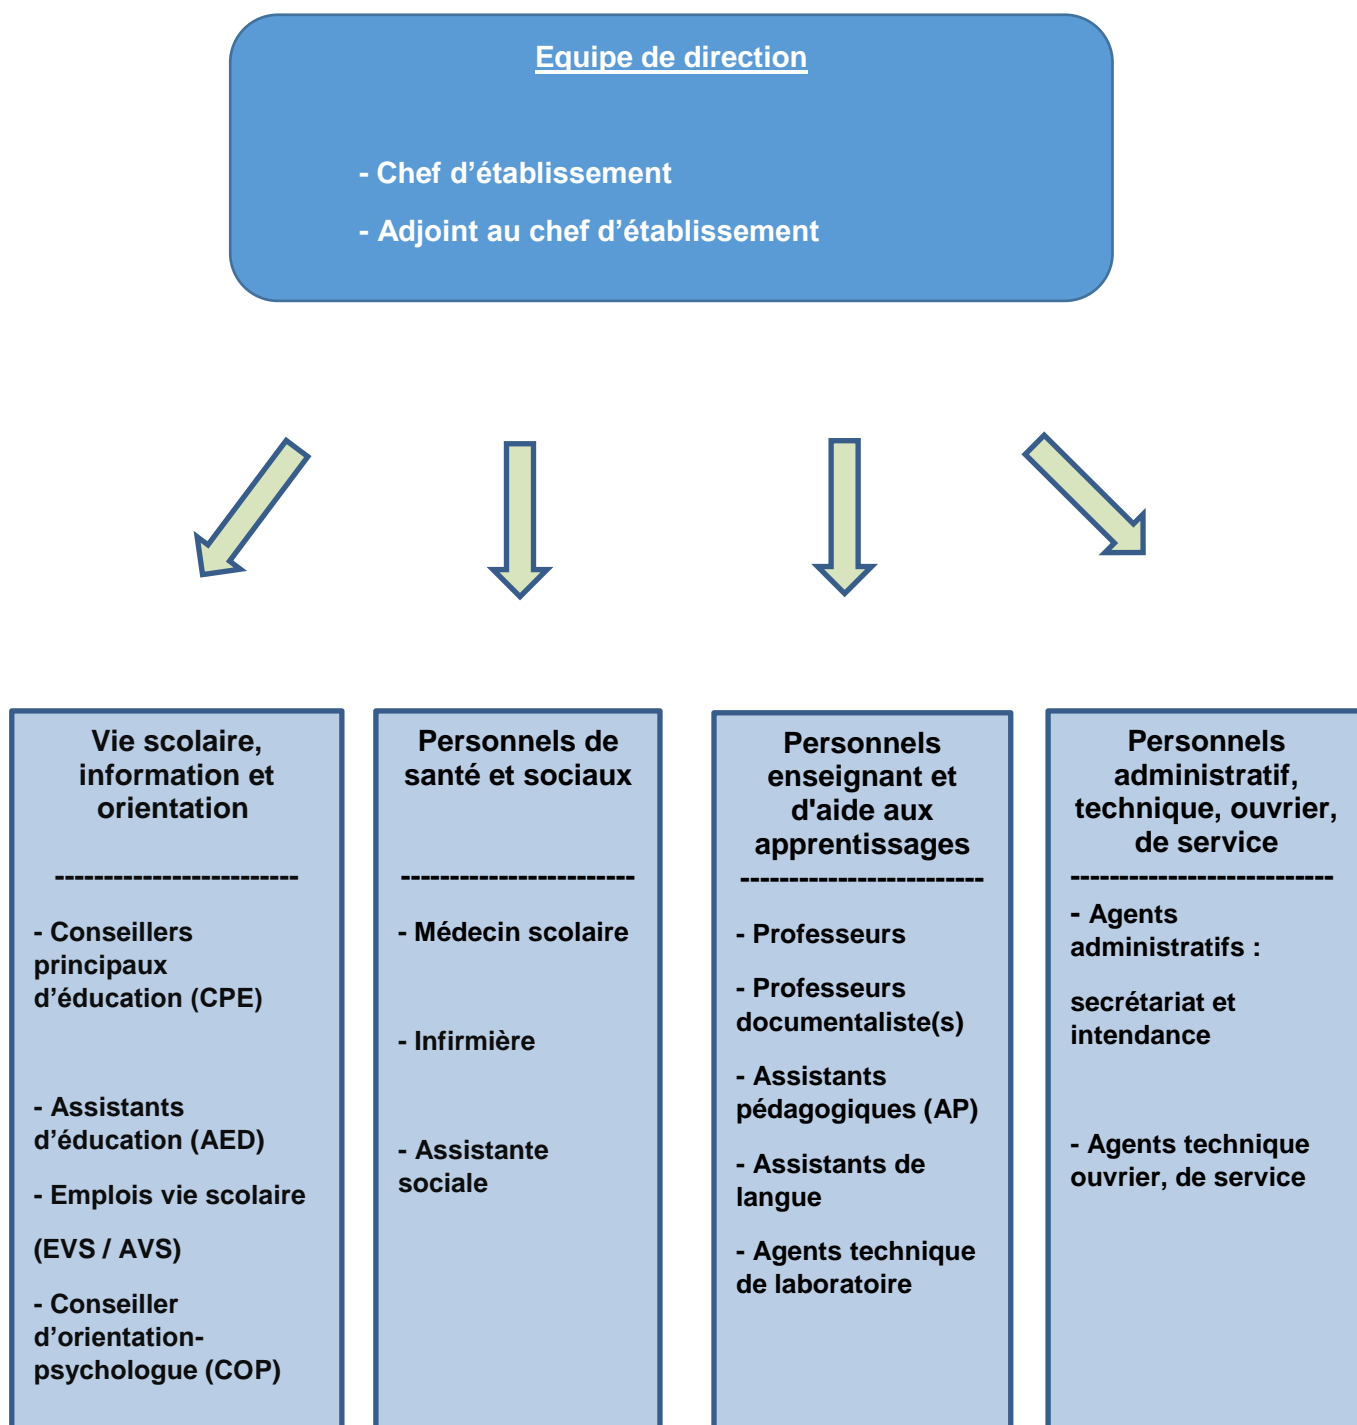 Equipe de direction
- Chef d’établissement
- Adjoint au chef d’établissement
Vie scolaire,
information et
orientation
-------------------------
- Conseillers
principaux
d’éducation (CPE)
- Assistants
d’éducation (AED)
- Emplois vie scolaire
(EVS / AVS)
- Conseiller
d’orientation-
psychologue (COP)
Personnels de
santé et sociaux
------------------------
- Médecin scolaire
- Infirmière
- Assistante
sociale
Personnels
enseignant et
d'aide aux
apprentissages
-------------------------
- Professeurs
- Professeurs
documentaliste(s)
- Assistants
pédagogiques (AP)
- Assistants de
langue
- Agents technique
de laboratoire
Personnels
administratif,
technique, ouvrier,
de service
---------------------------
- Agents
administratifs :
secrétariat et
intendance
- Agents technique
ouvrier, de service